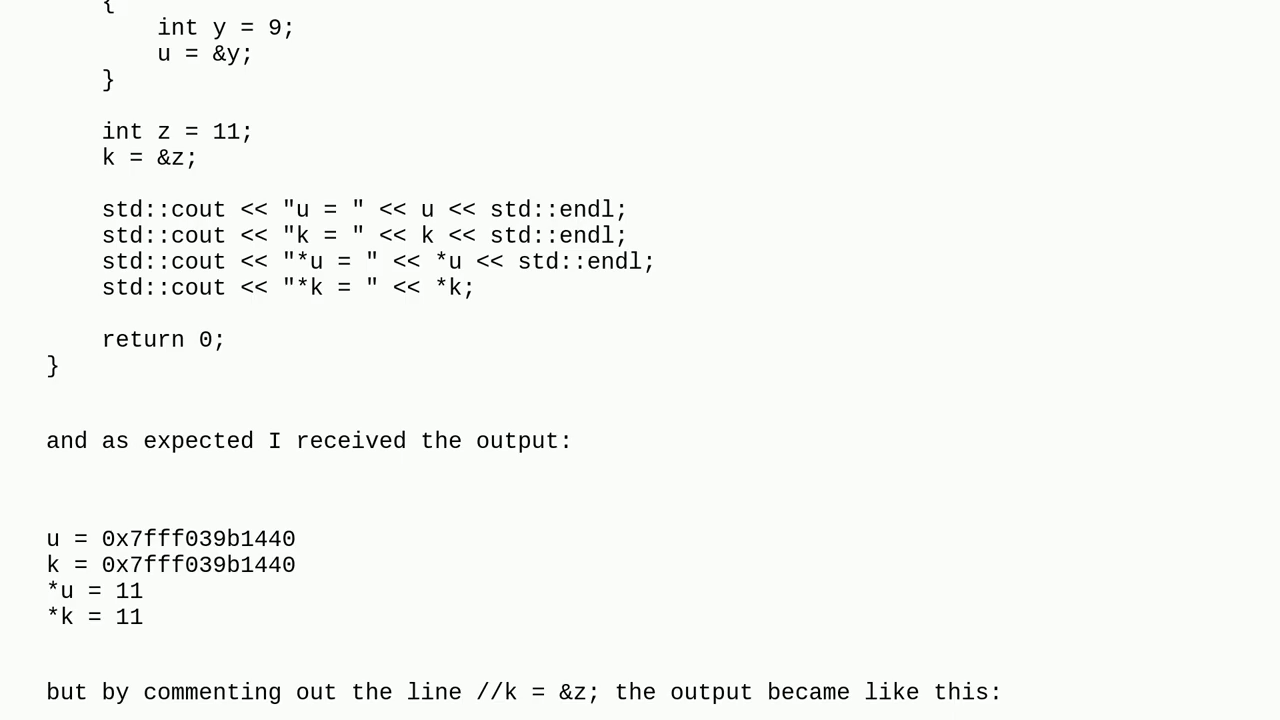 {
int y = 9;
u = &y;
}
int z = 11;
k = &z;
std::cout << "u = " << u << std::endl;
std::cout << "k = " << k << std::endl;
std::cout << "*u = " << *u << std::endl;
std::cout << "*k = " << *k;
return 0;
}
and as expected I received the output:
u = 0x7fff039b1440
k = 0x7fff039b1440
*u = 11
*k = 11
but by commenting out the line //k = &z; the output became like this: